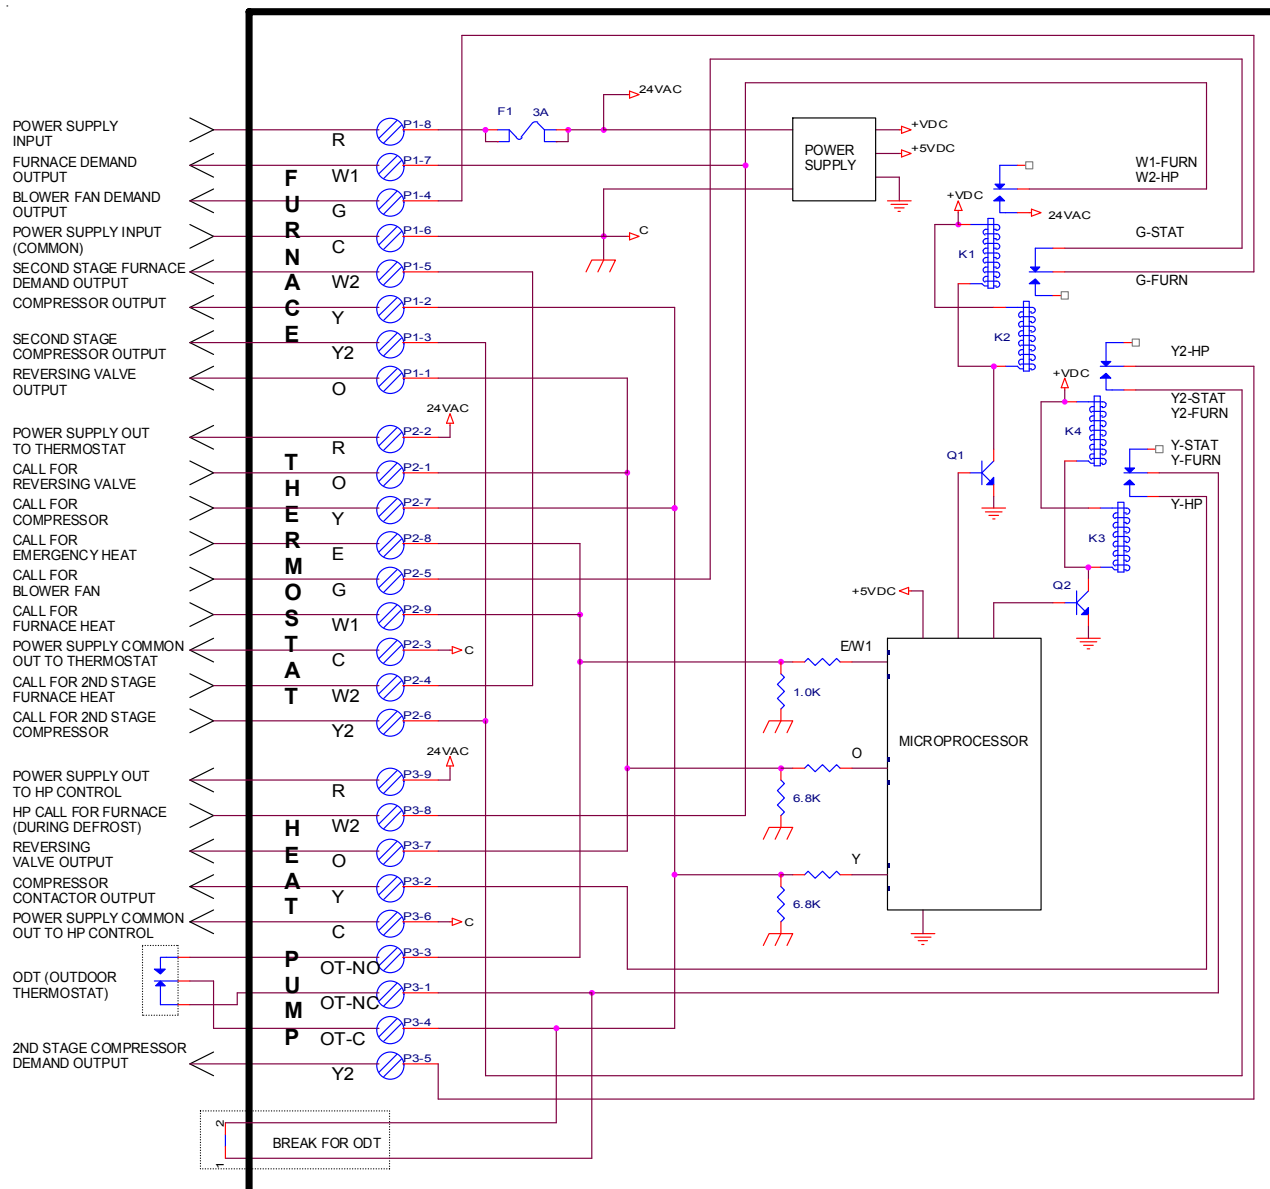 POWER SUPPLY
INPUT
FURNACE DEMAND
OUTPUT
BLOWER FAN DEMAND
OUTPUT
POWER SUPPLY INPUT
(COMMON)
SECOND STAGE FURNACE
DEMAND OUTPUT
COMPRESSOR OUTPUT
SECOND STAGE
COMPRESSOR OUTPUT
REVERSING VALVE
OUTPUT
FURNACE
R
P1-8
W1
P1-7
G
P1-4
C
P1-6
W2
P1-5
Y
P1-2
Y2
P1-3
O
P1-1
F1
3A
24VAC
C
POWER
SUPPLY
+VDC
+5VDC
POWER SUPPLY OUT
TO THERMOSTAT
CALL FOR
REVERSING VALVE
CALL FOR
COMPRESSOR
CALL FOR
EMERGENCY HEAT
CALL FOR
BLOWER FAN
CALL FOR
FURNACE HEAT
POWER SUPPLY COMMON
OUT TO THERMOSTAT
CALL FOR 2ND STAGE
FURNACE HEAT
CALL FOR 2ND STAGE
COMPRESSOR
THERMOSTAT
24VAC
R
P2-2
O
P2-1
Y
P2-7
E
P2-8
G
P2-5
W1
P2-9
C
P2-3
C
W2
P2-4
Y2
P2-6
POWER SUPPLY OUT
TO HP CONTROL
HP CALL FOR FURNACE
(DURING DEFROST)
REVERSING
VALVE OUTPUT
COMPRESSOR
CONTACTOR OUTPUT
POWER SUPPLY COMMON
OUT TO HP CONTROL
ODT (OUTDOOR
THERMOSTAT)
2ND STAGE COMPRESSOR
DEMAND OUTPUT
HEAT PUMP
24VAC
R
P3-9
W2
P3-8
O
P3-7
Y
P3-2
C
P3-6
C
OT-NO
P3-3
OT-NC
P3-1
OT-C
P3-4
Y2
P3-5
2
1
BREAK FOR ODT
W1-FURN
W2-HP
24VAC
+VDC
K1
G-STAT
G-FURN
K2
Y2-HP
Y2-STAT
Y2-FURN
+VDC
K4
Y-STAT
Y-FURN
Y-HP
K3
Q1
Q2
+5VDC
E/W1
1.0K
O
6.8K
Y
6.8K
MICROPROCESSOR